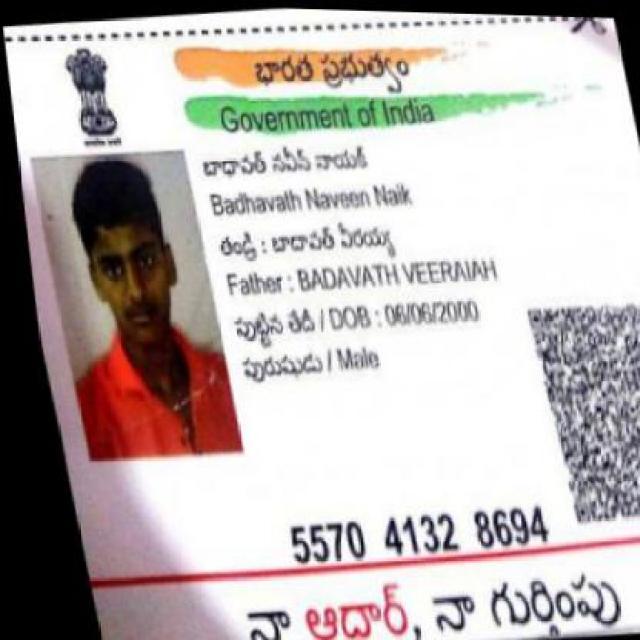 భారత ప్రభుత్వం
Government of India
బాదావత్ నవీన్ నాయక్
Badhavath Naveen Naik
తండ్రి : బాదావత్ వీరయ్య
Father : BADAVATH VEERAIAH
పుట్టిన తేదీ / DOB : 06/06/2000
పురుషుడు / Male
5570 4132 8694
నా ఆదార్, నా గుర్తింపు